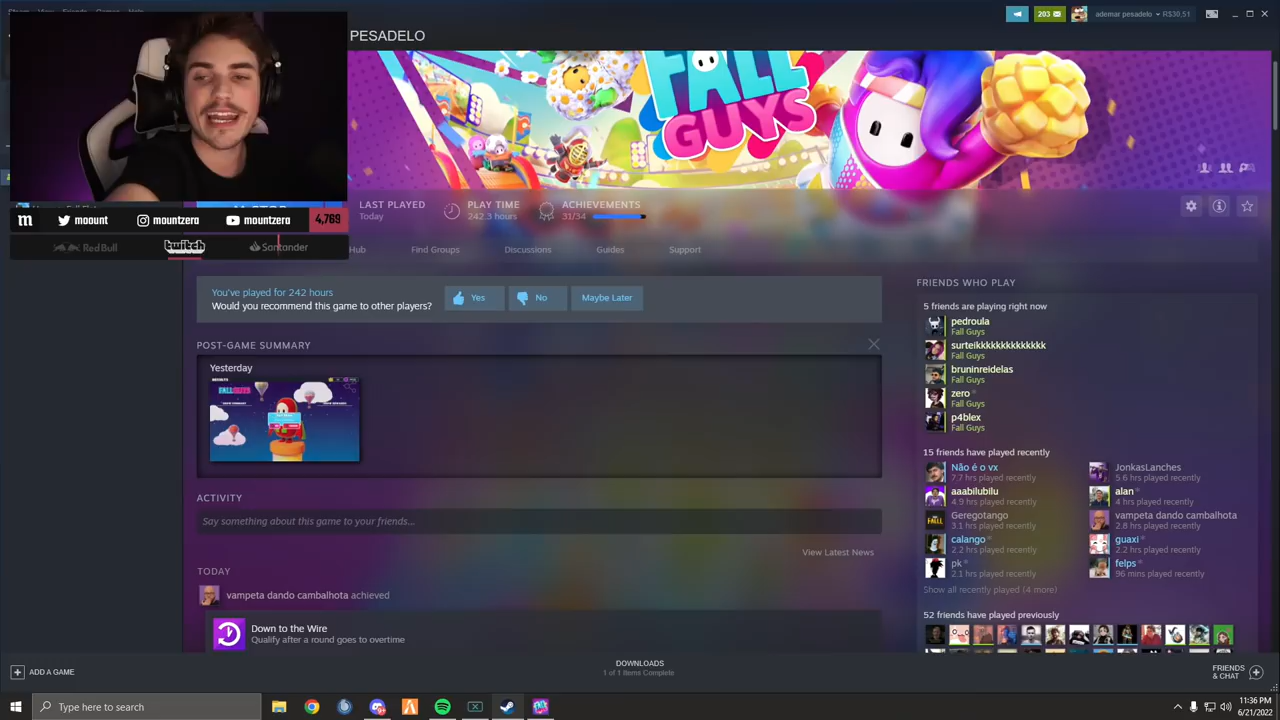 203
ademar pesadelo
R$30,51
PESADELO
FALL
GUYS
m
moount
mountzera
mountzera
4,769
Red Bull
twitch
Santander
LAST PLAYED
Today
PLAY TIME
242.3 hours
ACHIEVEMENTS
31/34
Hub
Find Groups
Discussions
Guides
Support
You've played for 242 hours
Would you recommend this game to other players?
Yes
No
Maybe Later
POST-GAME SUMMARY
Yesterday
ACTIVITY
Say something about this game to your friends...
View Latest News
TODAY
vampeta dando cambalhota achieved
Down to the Wire
Qualify after a round goes to overtime
FRIENDS WHO PLAY
5 friends are playing right now
pedroula
Fall Guys
surteikkkkkkkkkkkkk
Fall Guys
bruninreidelas
Fall Guys
zero
Fall Guys
p4blex
Fall Guys
15 friends have played recently
Não é o vx
7.7 hrs played recently
JonkasLanches
5.6 hrs played recently
aaabilubilu
4.9 hrs played recently
alan
4 hrs played recently
Geregotango
3.1 hrs played recently
vampeta dando cambalhota
2.8 hrs played recently
calango
2.2 hrs played recently
guaxi
2.2 hrs played recently
pk
2.1 hrs played recently
felps
96 mins played recently
Show all recently played (4 more)
52 friends have played previously
ADD A GAME
DOWNLOADS
1 of 1 Items Complete
FRIENDS
& CHAT
Type here to search
11:36 PM
6/21/2022